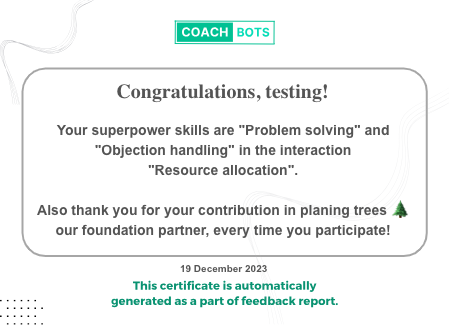 COACH BOTS
Congratulations, testing!
Your superpower skills are "Problem solving" and
"Objection handling" in the interaction
"Resource allocation".
Also thank you for your contribution in planing trees 🌲
our foundation partner, every time you participate!
19 December 2023
This certificate is automatically
generated as a part of feedback report.